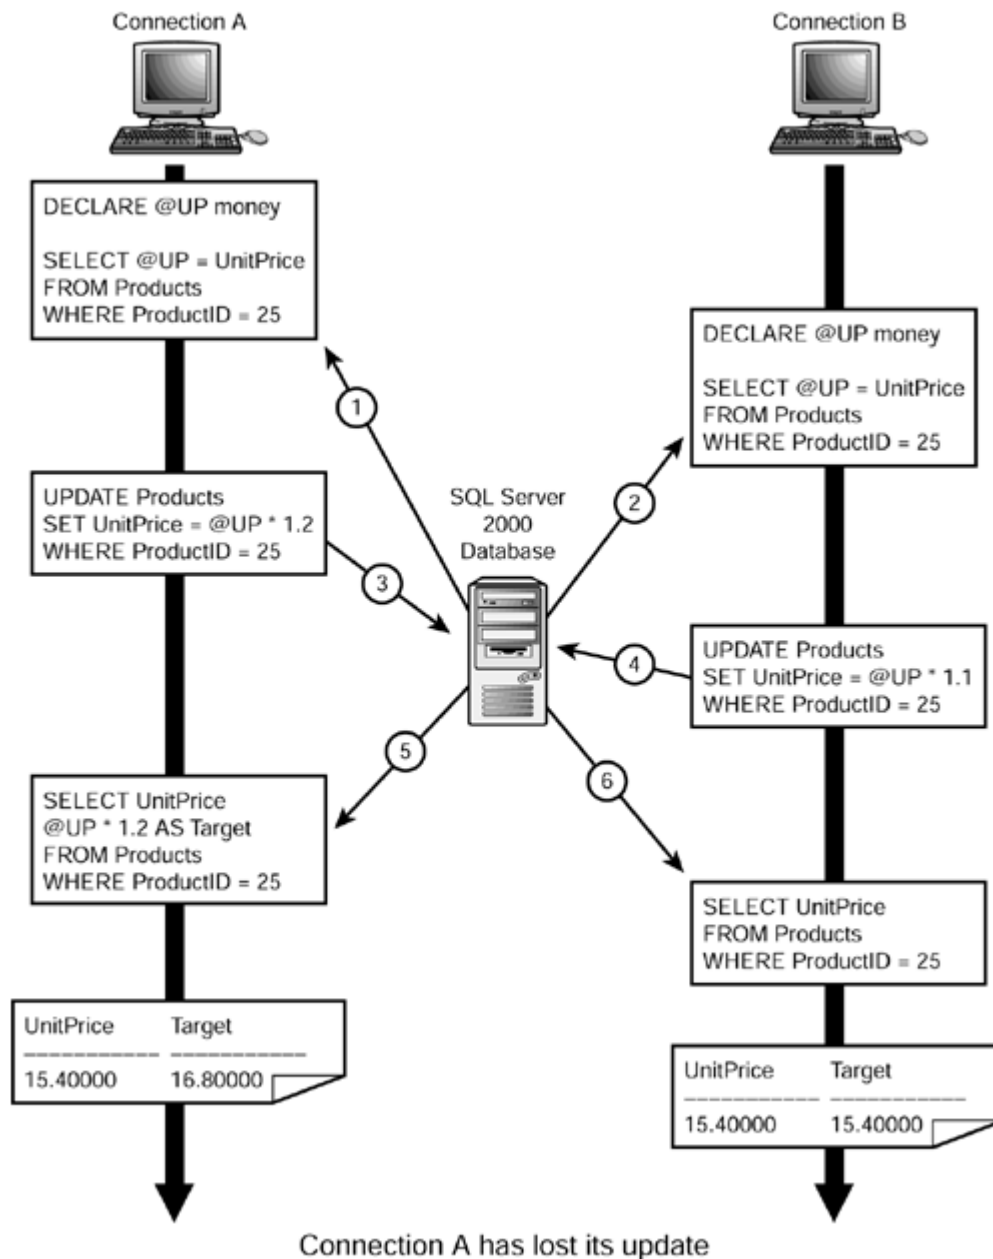 Connection A
Connection B
DECLARE @UP money
SELECT @UP = UnitPrice
FROM Products
WHERE ProductID = 25
DECLARE @UP money
SELECT @UP = UnitPrice
FROM Products
WHERE ProductID = 25
1
2
UPDATE Products
SET UnitPrice = @UP * 1.2
WHERE ProductID = 25
SQL Server
2000
Database
3
4
UPDATE Products
SET UnitPrice = @UP * 1.1
WHERE ProductID = 25
5
6
SELECT UnitPrice
@UP * 1.2 AS Target
FROM Products
WHERE ProductID = 25
SELECT UnitPrice
FROM Products
WHERE ProductID = 25
UnitPrice Target
----------- -----------
15.40000 16.80000
UnitPrice Target
----------- -----------
15.40000 15.40000
Connection A has lost its update